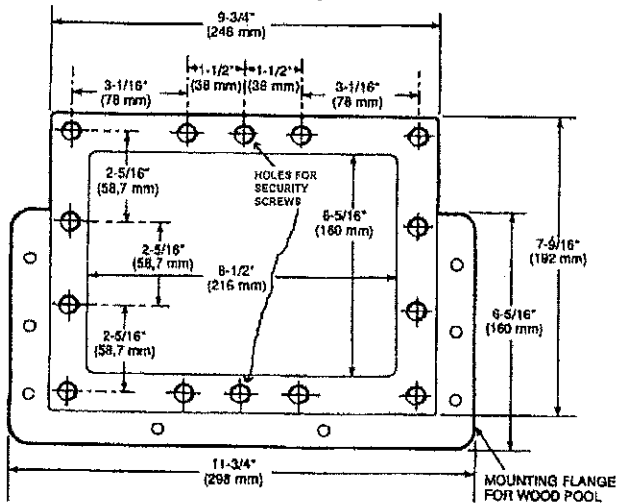 9-3/4"
(248 mm)
1-1/2"
(38 mm)
1-1/2"
(38 mm)
3-1/16"
(78 mm)
3-1/16"
(78 mm)
2-5/16"
(58,7 mm)
HOLES FOR
SECURITY
SCREWS
6-5/16"
(160 mm)
2-5/16"
(58,7 mm)
8-1/2"
(216 mm)
7-9/16"
(192 mm)
6-5/16"
(160 mm)
2-5/16"
(58,7 mm)
11-3/4"
(298 mm)
MOUNTING FLANGE
FOR WOOD POOL